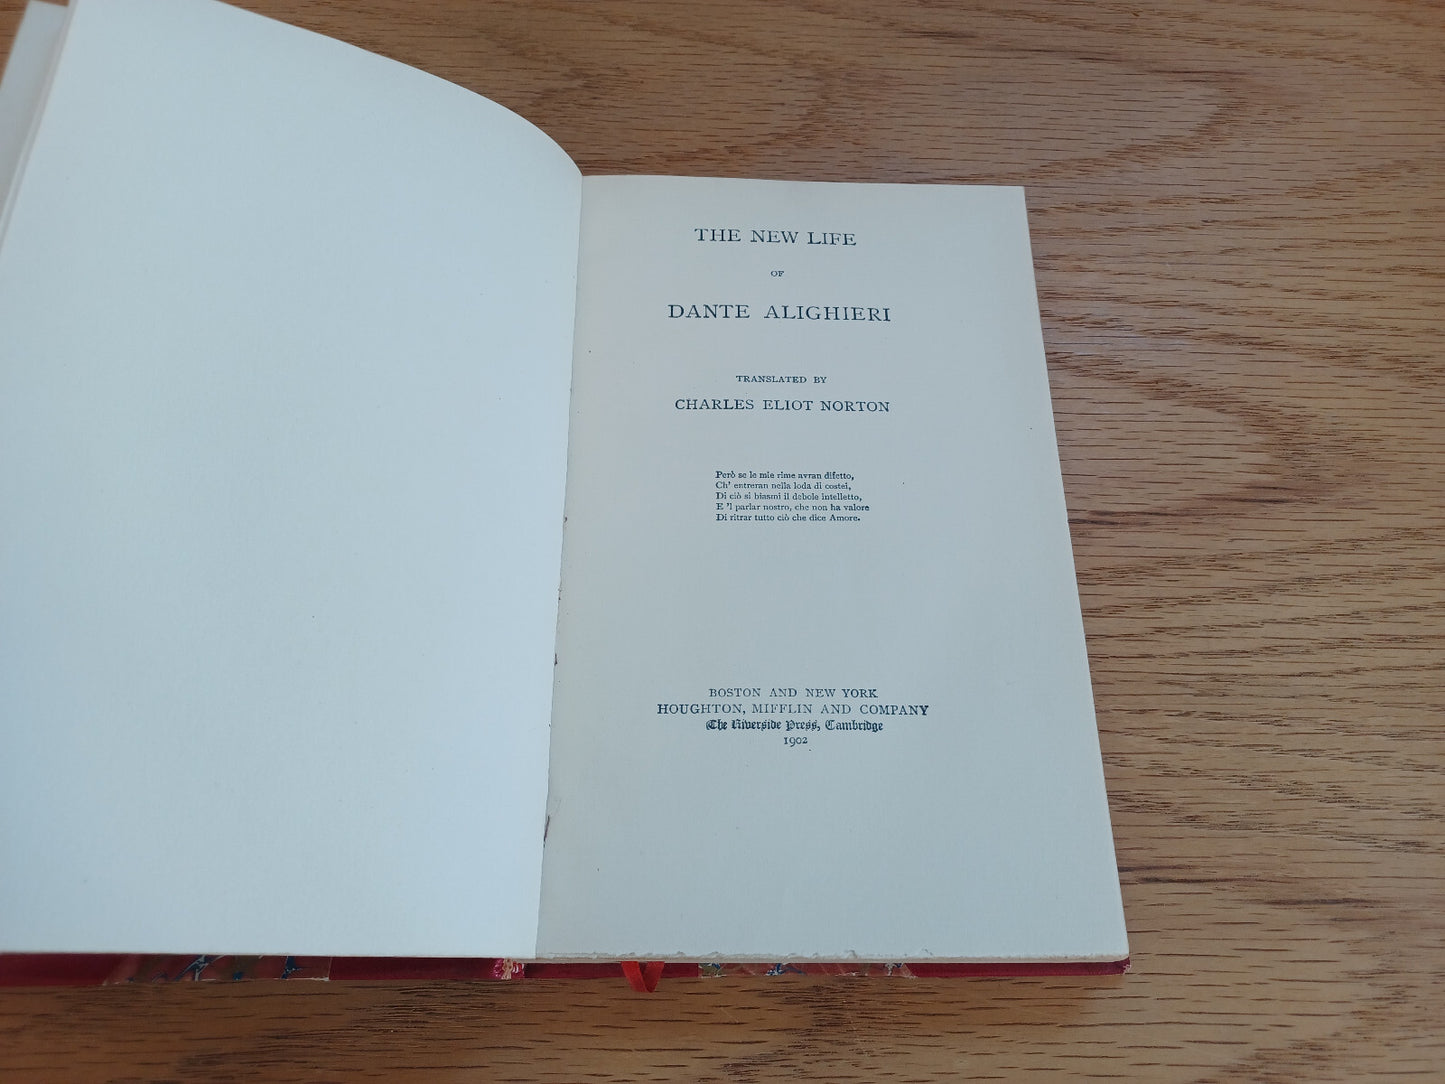 THE NEW LIFE
OF
DANTE ALIGHIERI
TRANSLATED BY
CHARLES ELIOT NORTON
Però se le mie rime avran difetto,
Ch' entreran nella loda di costei,
Di ciò si biasmi il debole intelletto,
E 'l parlar nostro, che non ha valore
Di ritrar tutto ciò che dice Amore.
BOSTON AND NEW YORK
HOUGHTON, MIFFLIN AND COMPANY
The Riverside Press, Cambridge
1902